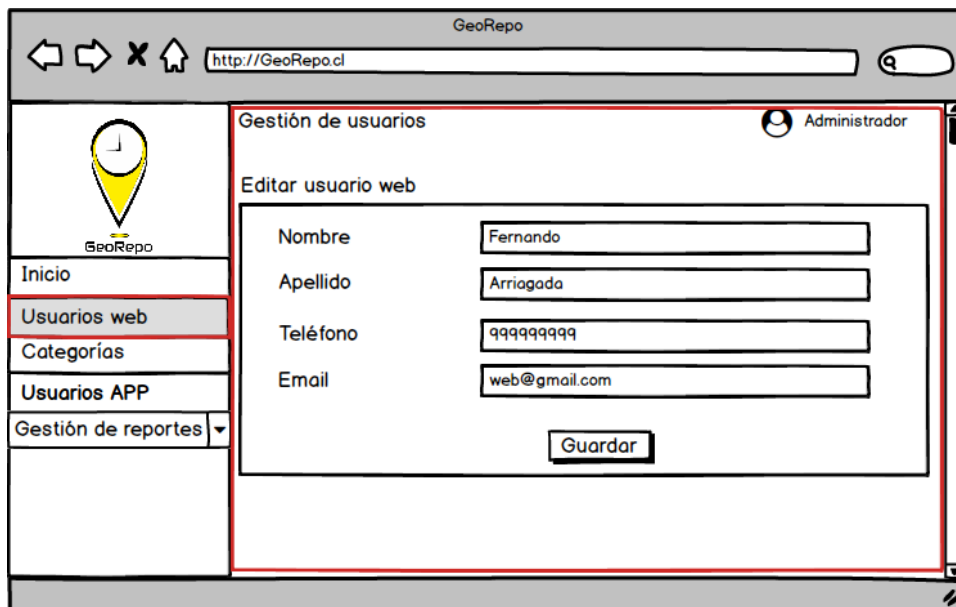 GeoRepo
http://GeoRepo.cl
GeoRepo
Inicio
Usuarios web
Categorías
Usuarios APP
Gestión de reportes
Gestión de usuarios
Administrador
Editar usuario web
Nombre Fernando
Apellido Arriagada
Teléfono 999999999
Email web@gmail.com
Guardar